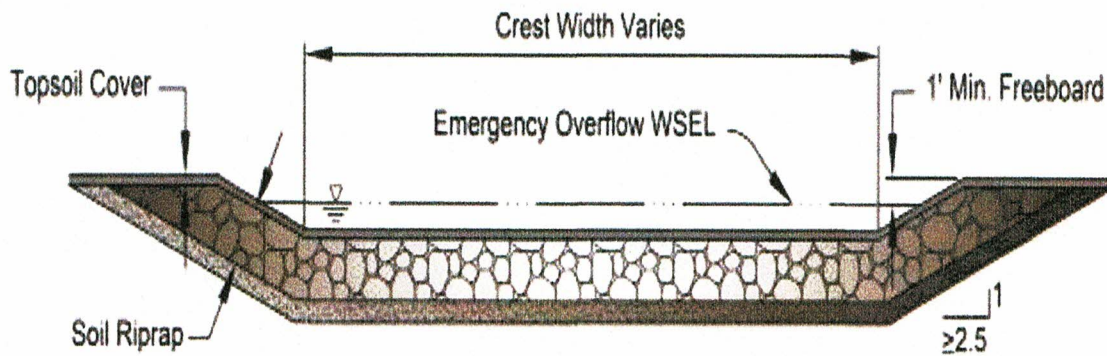 Crest Width Varies
Topsoil Cover
1' Min. Freeboard
Emergency Overflow WSEL
Soil Riprap
1
≥2.5